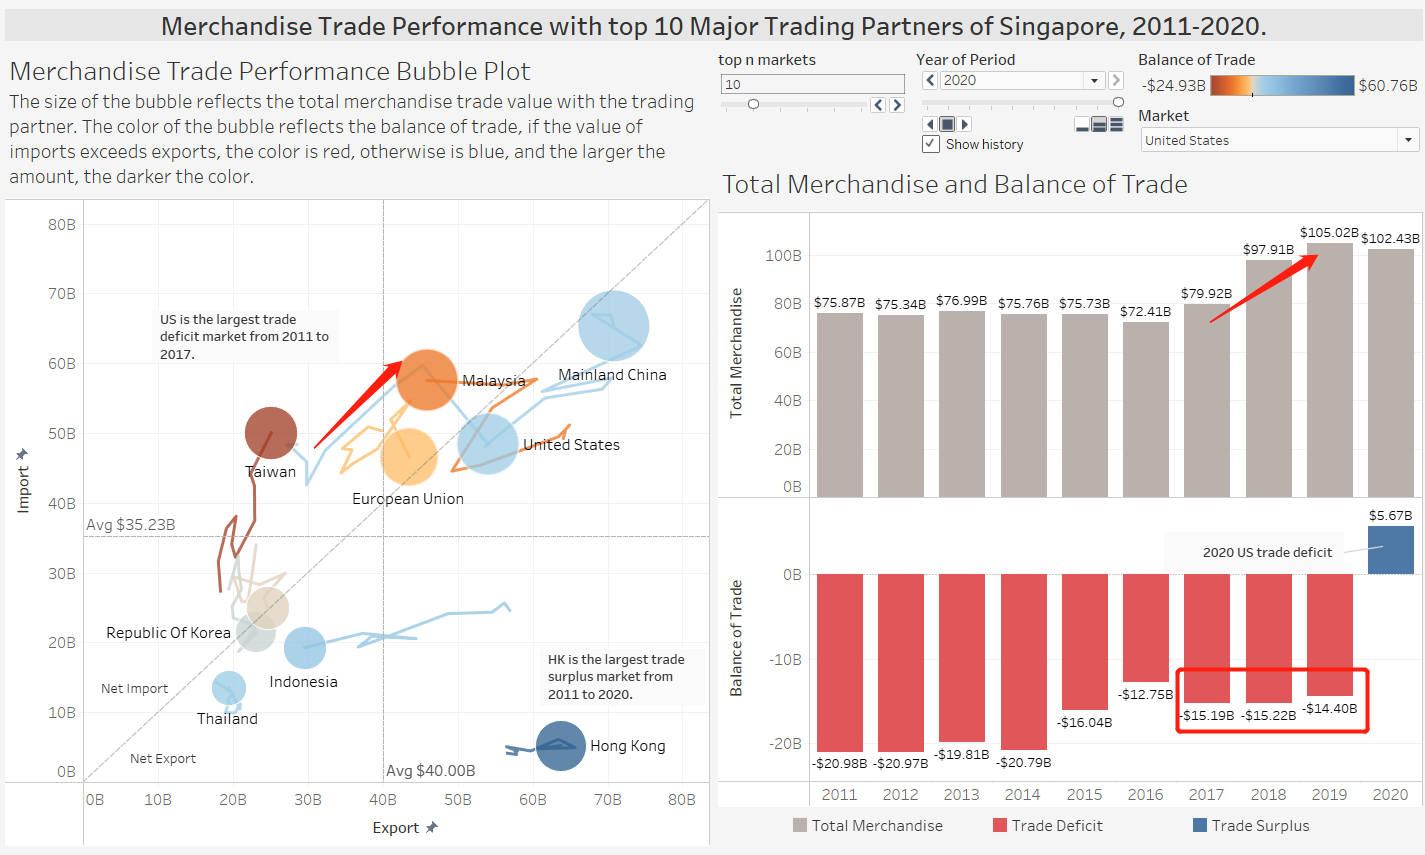 Merchandise Trade Performance with top 10 Major Trading Partners of Singapore, 2011-2020.
Merchandise Trade Performance Bubble Plot
The size of the bubble reflects the total merchandise trade value with the trading
partner. The color of the bubble reflects the balance of trade, if the value of
imports exceeds exports, the color is red, otherwise is blue, and the larger the
amount, the darker the color.
top n markets
10
Year of Period
2020
Show history
Balance of Trade
-$24.93B
$60.76B
Market
United States
80B
70B
60B
50B
40B
30B
20B
10B
0B
Import
US is the largest trade
deficit market from 2011 to
2017.
Malaysia
Mainland China
United States
Taiwan
European Union
Avg $35.23B
Republic Of Korea
Indonesia
HK is the largest trade
surplus market from
2011 to 2020.
Net Import
Thailand
Net Export
Hong Kong
Avg $40.00B
0B 10B 20B 30B 40B 50B 60B 70B 80B
Export
Total Merchandise and Balance of Trade
Total Merchandise
100B
80B
60B
40B
20B
0B
$75.87B $75.34B $76.99B $75.76B $75.73B $72.41B $79.92B $97.91B $105.02B $102.43B
Balance of Trade
0B
-10B
-20B
$5.67B
2020 US trade deficit
-$20.98B -$20.97B -$19.81B -$20.79B -$16.04B -$12.75B -$15.19B -$15.22B -$14.40B
2011 2012 2013 2014 2015 2016 2017 2018 2019 2020
Total Merchandise Trade Deficit Trade Surplus